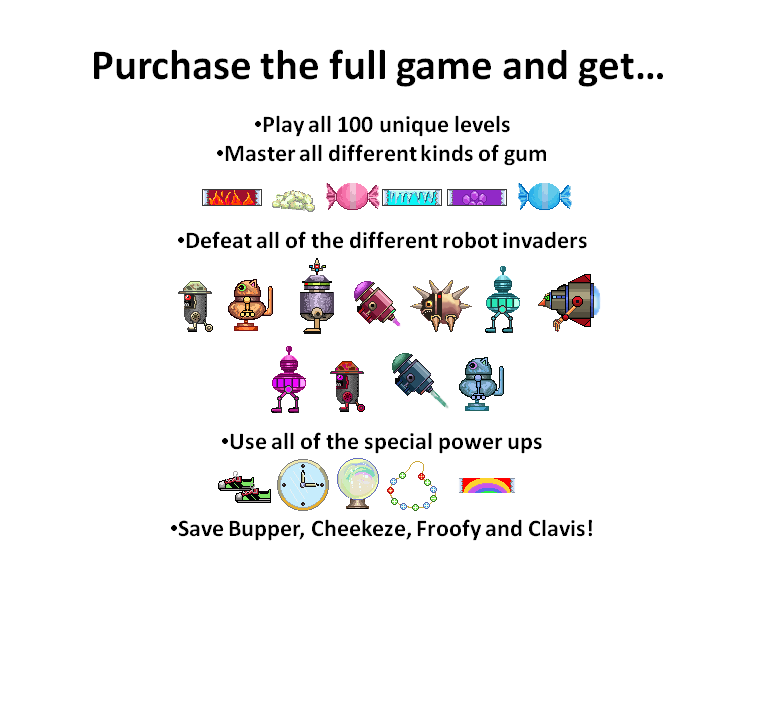 Purchase the full game and get...
•Play all 100 unique levels
•Master all different kinds of gum
•Defeat all of the different robot invaders
•Use all of the special power ups
•Save Bupper, Cheekeze, Froofy and Clavis!